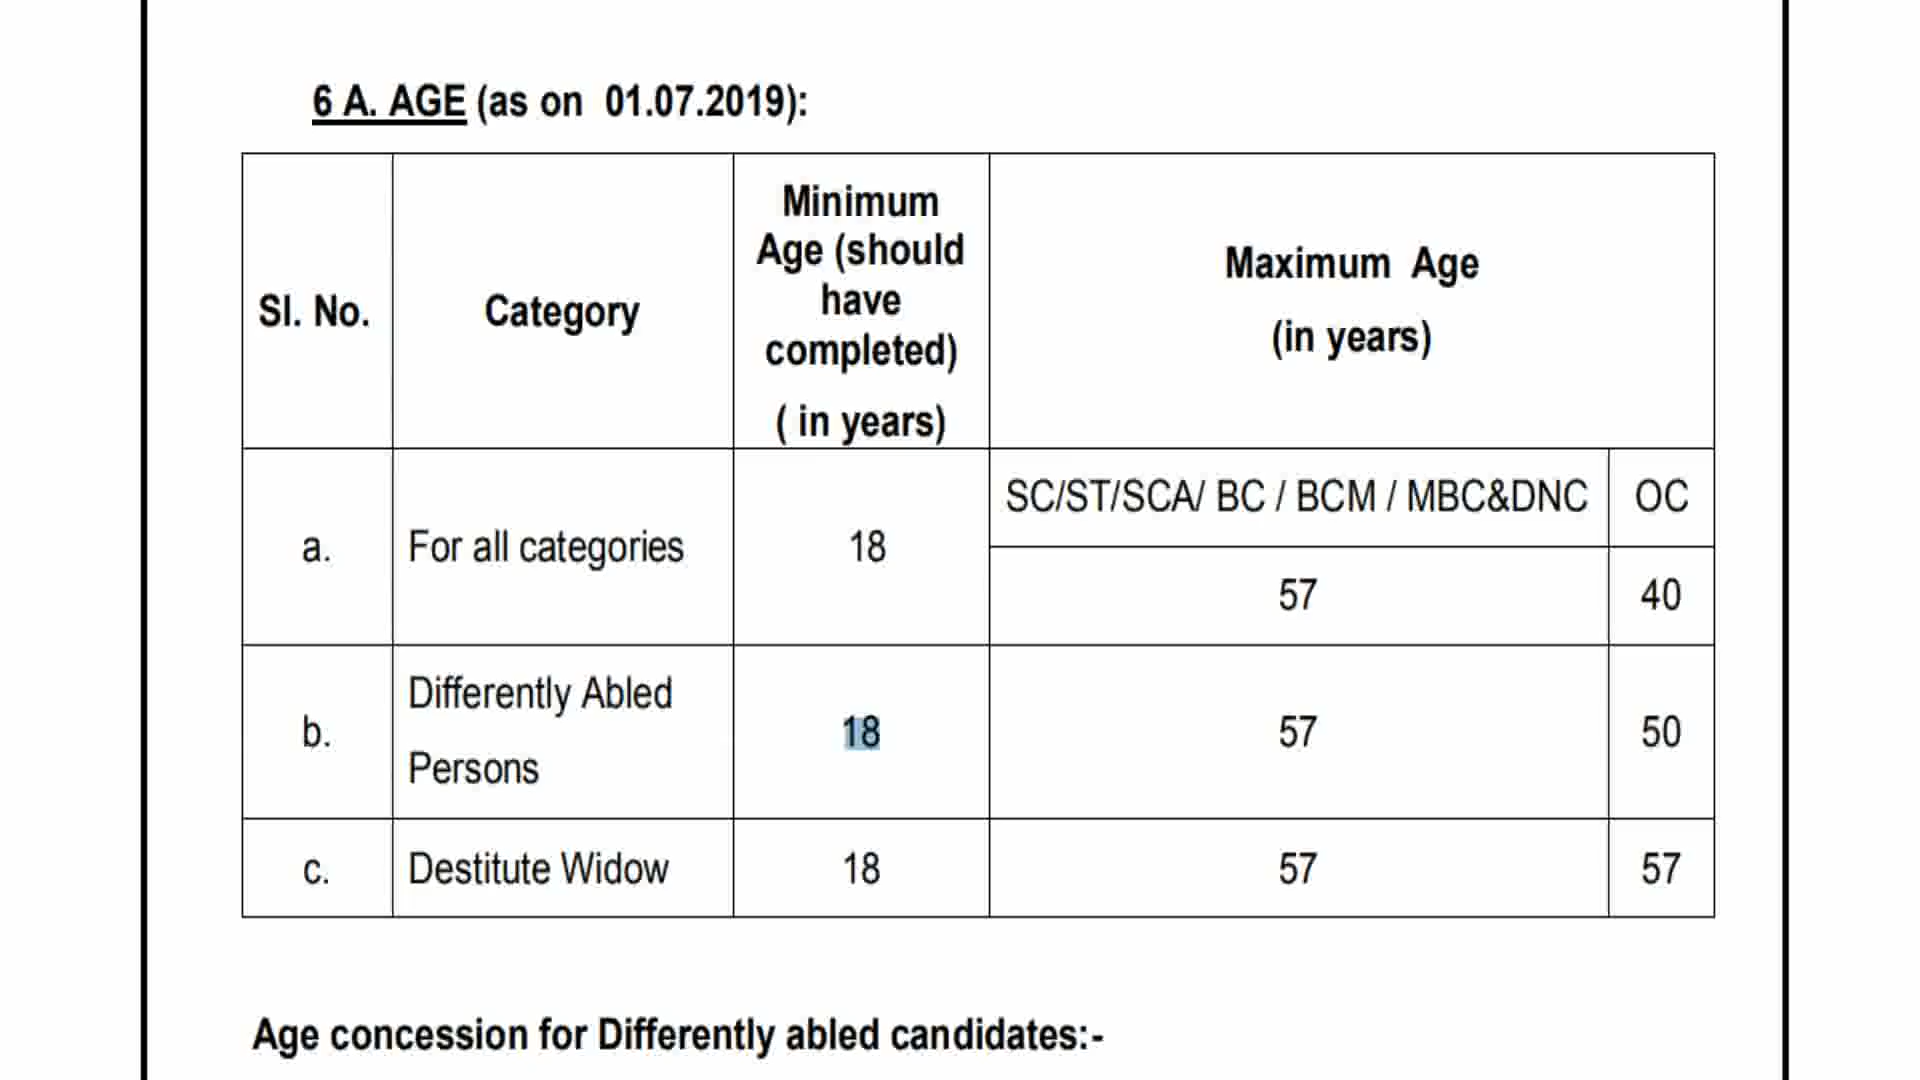 6 A. AGE (as on 01.07.2019):
Sl. No.
Category
Minimum
Age (should
have
completed)
( in years)
Maximum Age
(in years)
a.
For all categories
18
SC/ST/SCA/ BC / BCM / MBC&DNC
OC
57
40
b.
Differently Abled
Persons
18
57
50
c.
Destitute Widow
18
57
57
Age concession for Differently abled candidates:-